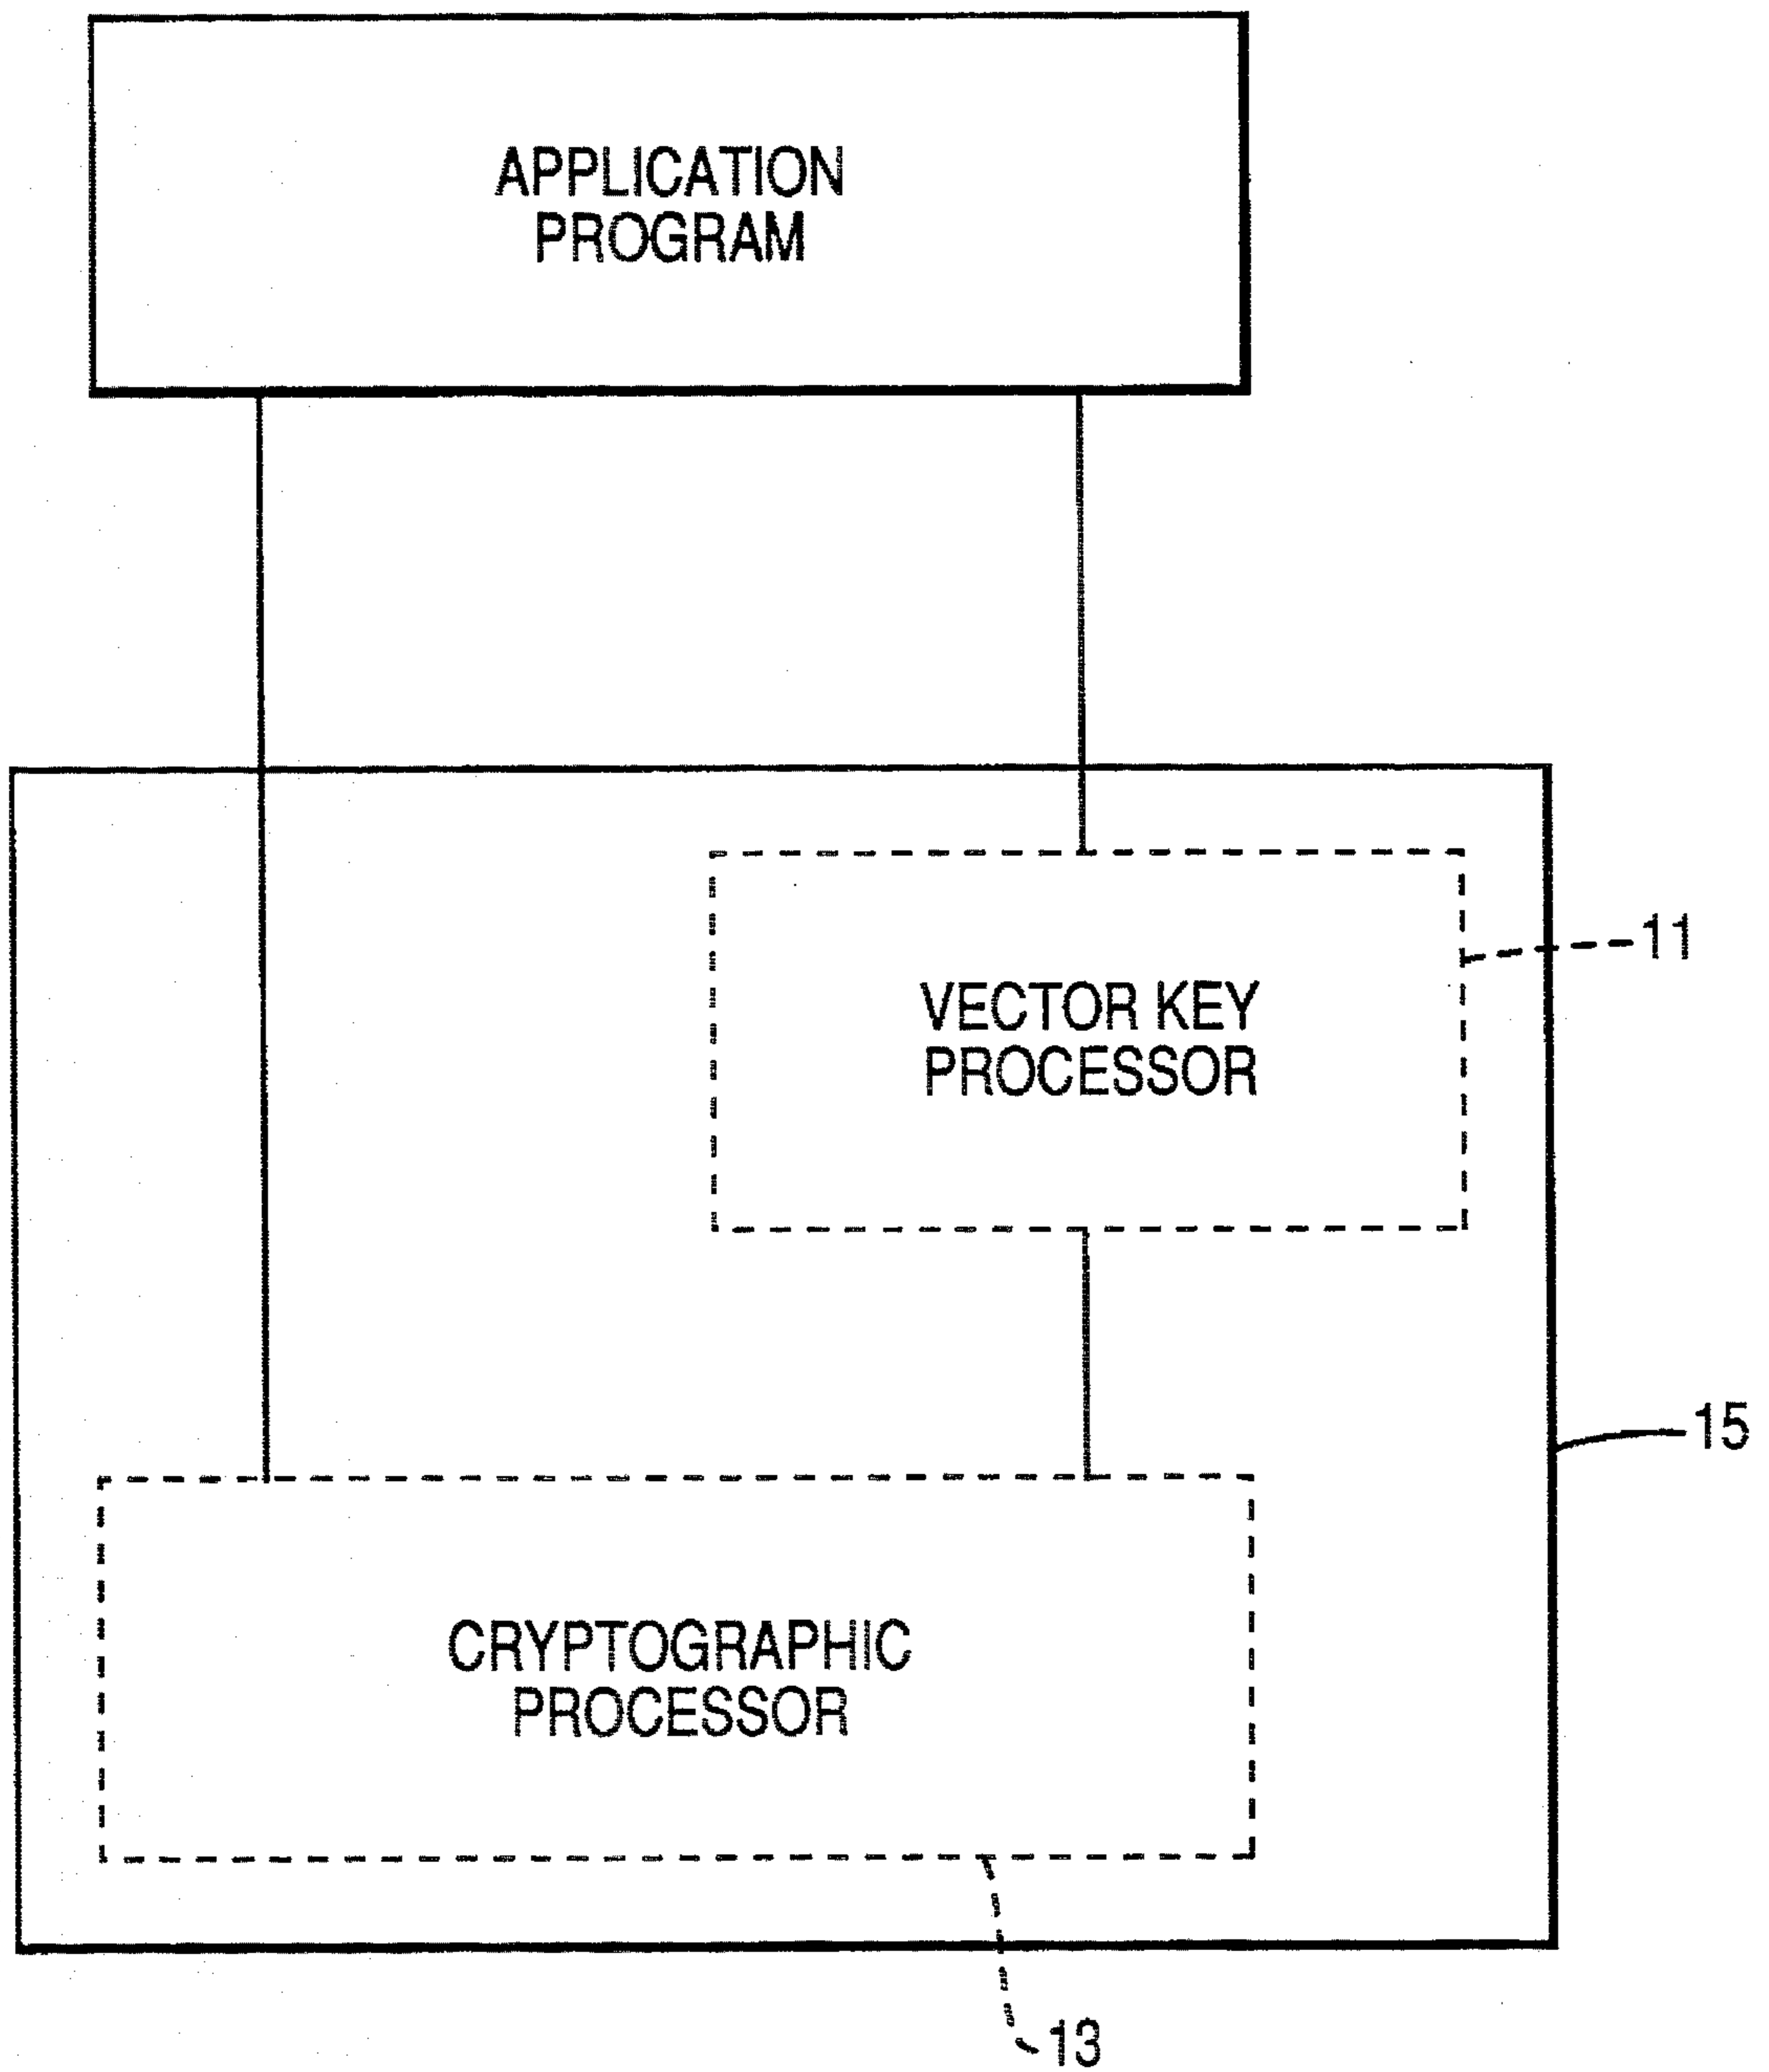 APPLICATION
PROGRAM
11
VECTOR KEY
PROCESSOR
15
CRYPTOGRAPHIC
PROCESSOR
13